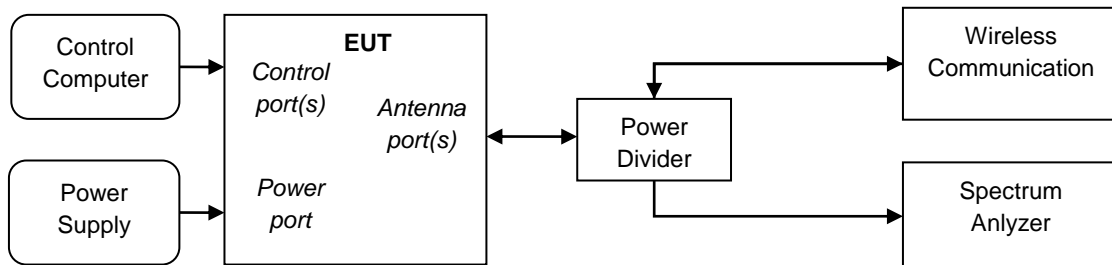 Control
Computer
Power
Supply
EUT
Control
port(s)
Antenna
port(s)
Power
port
Power
Divider
Wireless
Communication
Spectrum
Anlyzer